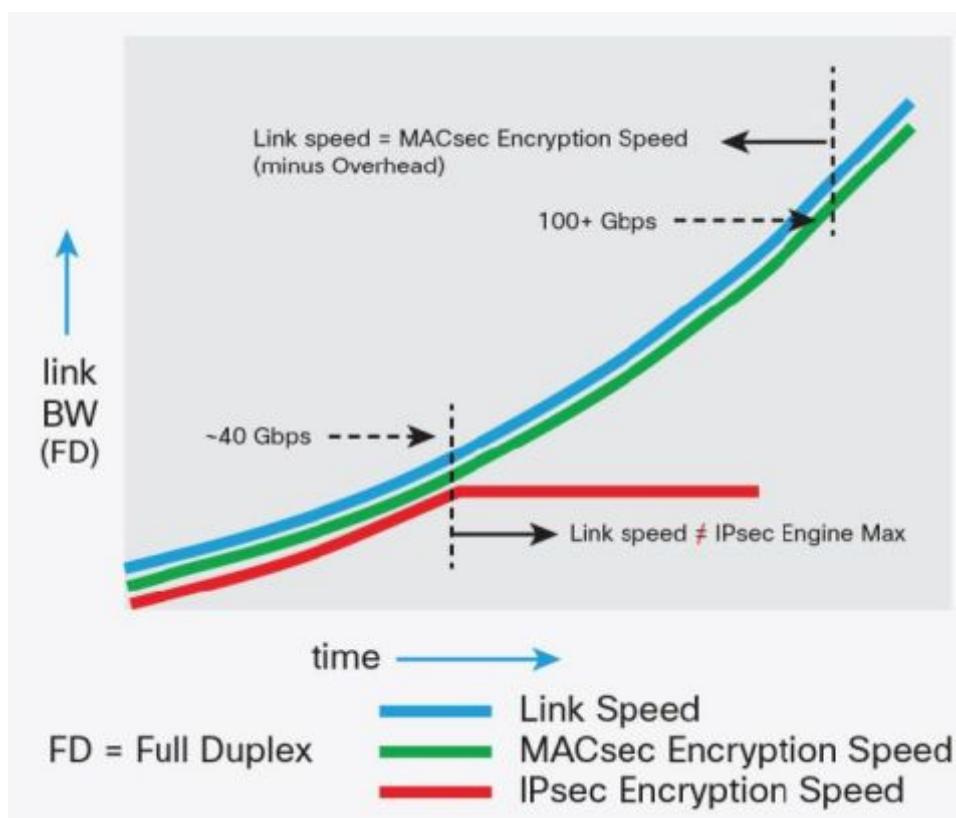 Link speed = MACsec Encryption Speed
(minus Overhead)
100+ Gbps
link
BW
(FD)
~40 Gbps
Link speed ≠ IPsec Engine Max
time
Link Speed
FD = Full Duplex
MACsec Encryption Speed
IPsec Encryption Speed